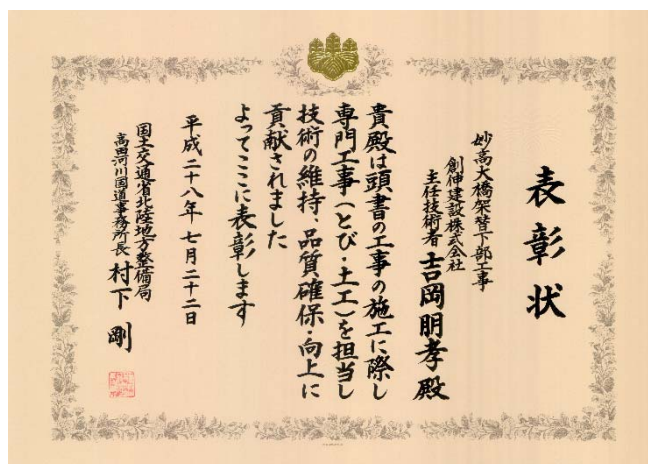 表彰状
妙高大橋架替下部工事
創伸建設株式会社
主任技術者 吉岡明孝殿
貴殿は頭書の工事の施工に際し
専門工事(とび・土工)を担当し
技術の維持・品質確保・向上に
貢献されました
よってここに表彰します
平成二十八年七月二十二日
国土交通省北陸地方整備局
高田河川国道事務所長 村下 剛